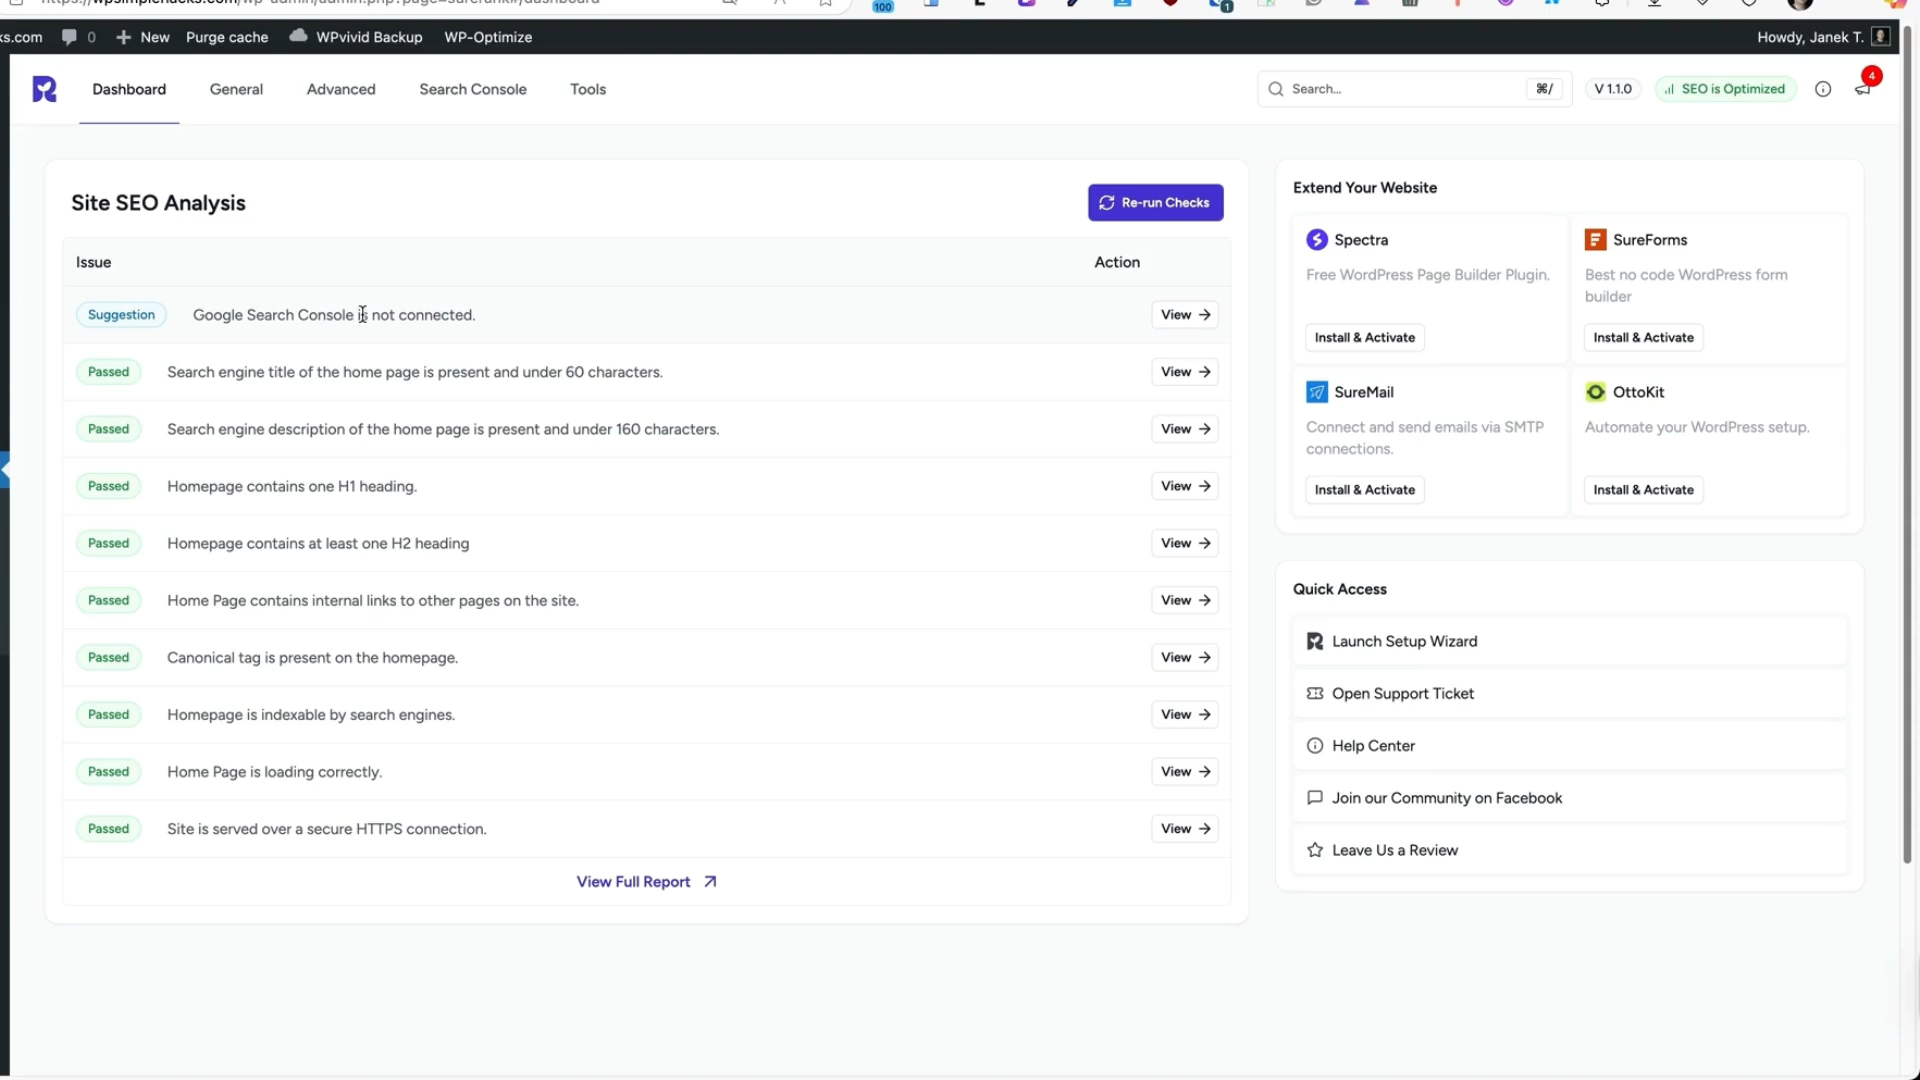 100
1
ks.com 0 New Purge cache WPvivid Backup WP-Optimize Howdy, Janek T.
Dashboard General Advanced Search Console Tools Search... ⌘/ V 1.1.0 SEO is Optimized 4
Site SEO Analysis
Re-run Checks
Issue Action
Suggestion Google Search Console is not connected. View →
Passed Search engine title of the home page is present and under 60 characters. View →
Passed Search engine description of the home page is present and under 160 characters. View →
Passed Homepage contains one H1 heading. View →
Passed Homepage contains at least one H2 heading View →
Passed Home Page contains internal links to other pages on the site. View →
Passed Canonical tag is present on the homepage. View →
Passed Homepage is indexable by search engines. View →
Passed Home Page is loading correctly. View →
Passed Site is served over a secure HTTPS connection. View →
View Full Report
Extend Your Website
Spectra
Free WordPress Page Builder Plugin.
Install & Activate
SureForms
Best no code WordPress form
builder
Install & Activate
SureMail
Connect and send emails via SMTP
connections.
Install & Activate
OttoKit
Automate your WordPress setup.
Install & Activate
Quick Access
Launch Setup Wizard
Open Support Ticket
Help Center
Join our Community on Facebook
Leave Us a Review